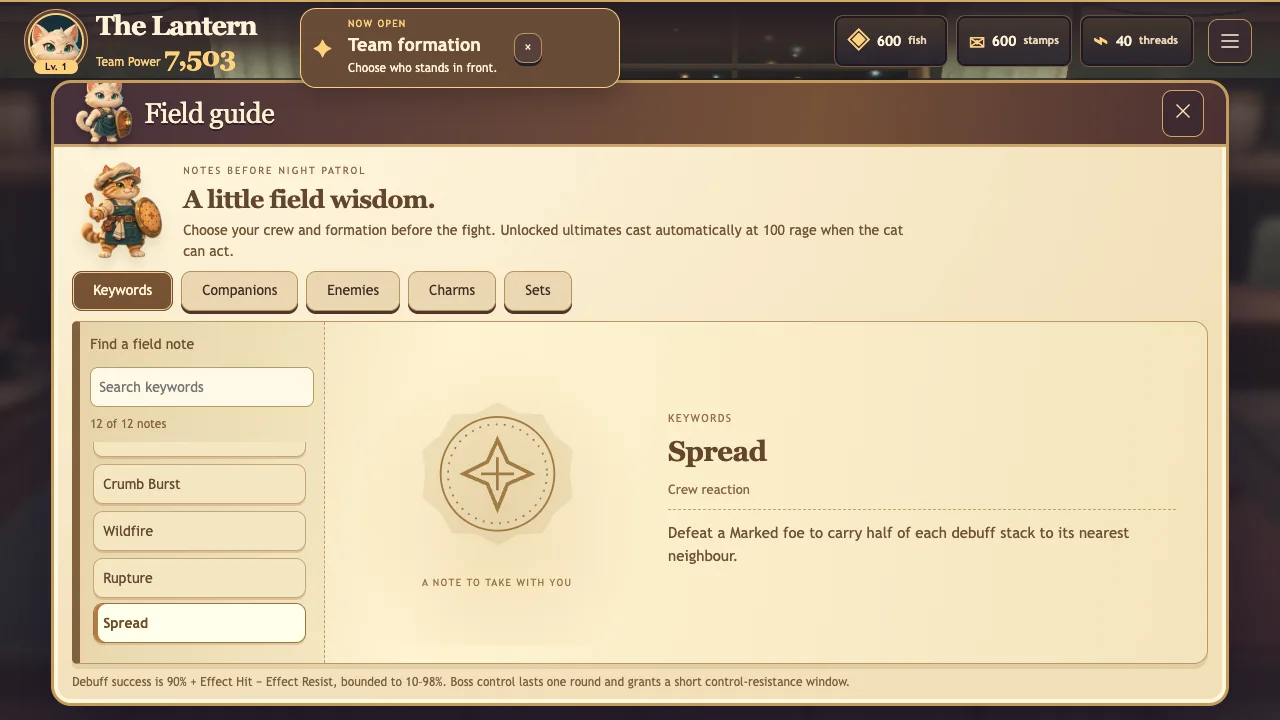 The Lantern
Lv. 1
Team Power 7,503
NOW OPEN
Team formation
Choose who stands in front.
×
600 fish
600 stamps
40 threads
Field guide
NOTES BEFORE NIGHT PATROL
A little field wisdom.
Choose your crew and formation before the fight. Unlocked ultimates cast automatically at 100 rage when the cat
can act.
Keywords
Companions
Enemies
Charms
Sets
Find a field note
Search keywords
12 of 12 notes
Crumb Burst
Wildfire
Rupture
Spread
A NOTE TO TAKE WITH YOU
KEYWORDS
Spread
Crew reaction
Defeat a Marked foe to carry half of each debuff stack to its nearest
neighbour.
Debuff success is 90% + Effect Hit − Effect Resist, bounded to 10–98%. Boss control lasts one round and grants a short control-resistance window.